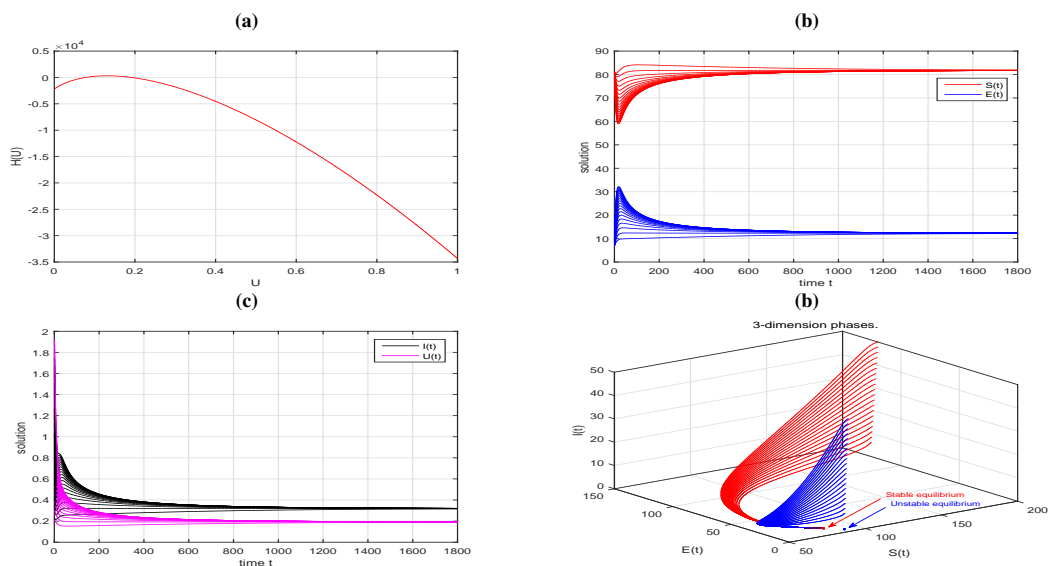 (a)
×10⁴
0.5
0
-0.5
-1
-1.5
-2
-2.5
-3
-3.5
H(U)
0 0.2 0.4 0.6 0.8 1
U
(b)
90
80
70
60
50
40
30
20
10
0
solution
S(t)
E(t)
0 200 400 600 800 1000 1200 1400 1600 1800
time t
(c)
2
1.8
1.6
1.4
1.2
1
0.8
0.6
0.4
0.2
0
solution
I(t)
U(t)
0 200 400 600 800 1000 1200 1400 1600 1800
time t
(b)
3-dimension phases.
50
40
30
20
10
0
I(t)
150
100
50
0
E(t)
50
100
150
200
S(t)
Stable equilibrium
Unstable equilibrium